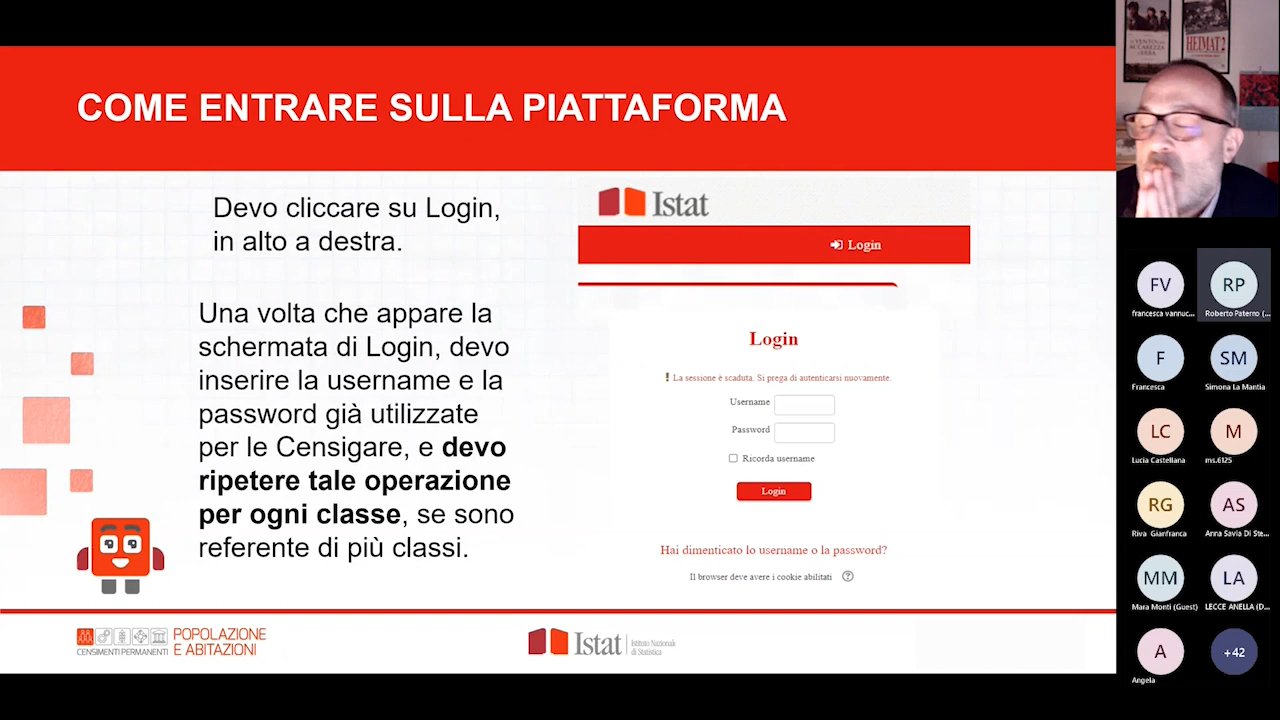 COME ENTRARE SULLA PIATTAFORMA
Devo cliccare su Login,
in alto a destra.
Una volta che appare la
schermata di Login, devo
inserire la username e la
password già utilizzate
per le Censigare, e devo
ripetere tale operazione
per ogni classe, se sono
referente di più classi.
Istat
Login
Login
! La sessione è scaduta. Si prega di autenticarsi nuovamente.
Username
Password
Ricorda username
Login
Hai dimenticato lo username o la password?
Il browser deve avere i cookie abilitati ?
CENSIMENTI PERMANENTI
POPOLAZIONE
E ABITAZIONI
Istat
Istituto Nazionale
di Statistica
HEIMAT 2
FV
francesca vannuc...
RP
Roberto Paterno (...
F
Francesca
SM
Simona La Mantia
LC
Lucia Castellana
M
ms.6125
RG
Riva Gianfranca
AS
Anna Savia Di Ste...
MM
Mara Monti (Guest)
LA
LECCE ANELLA (D...
A
Angela
+42